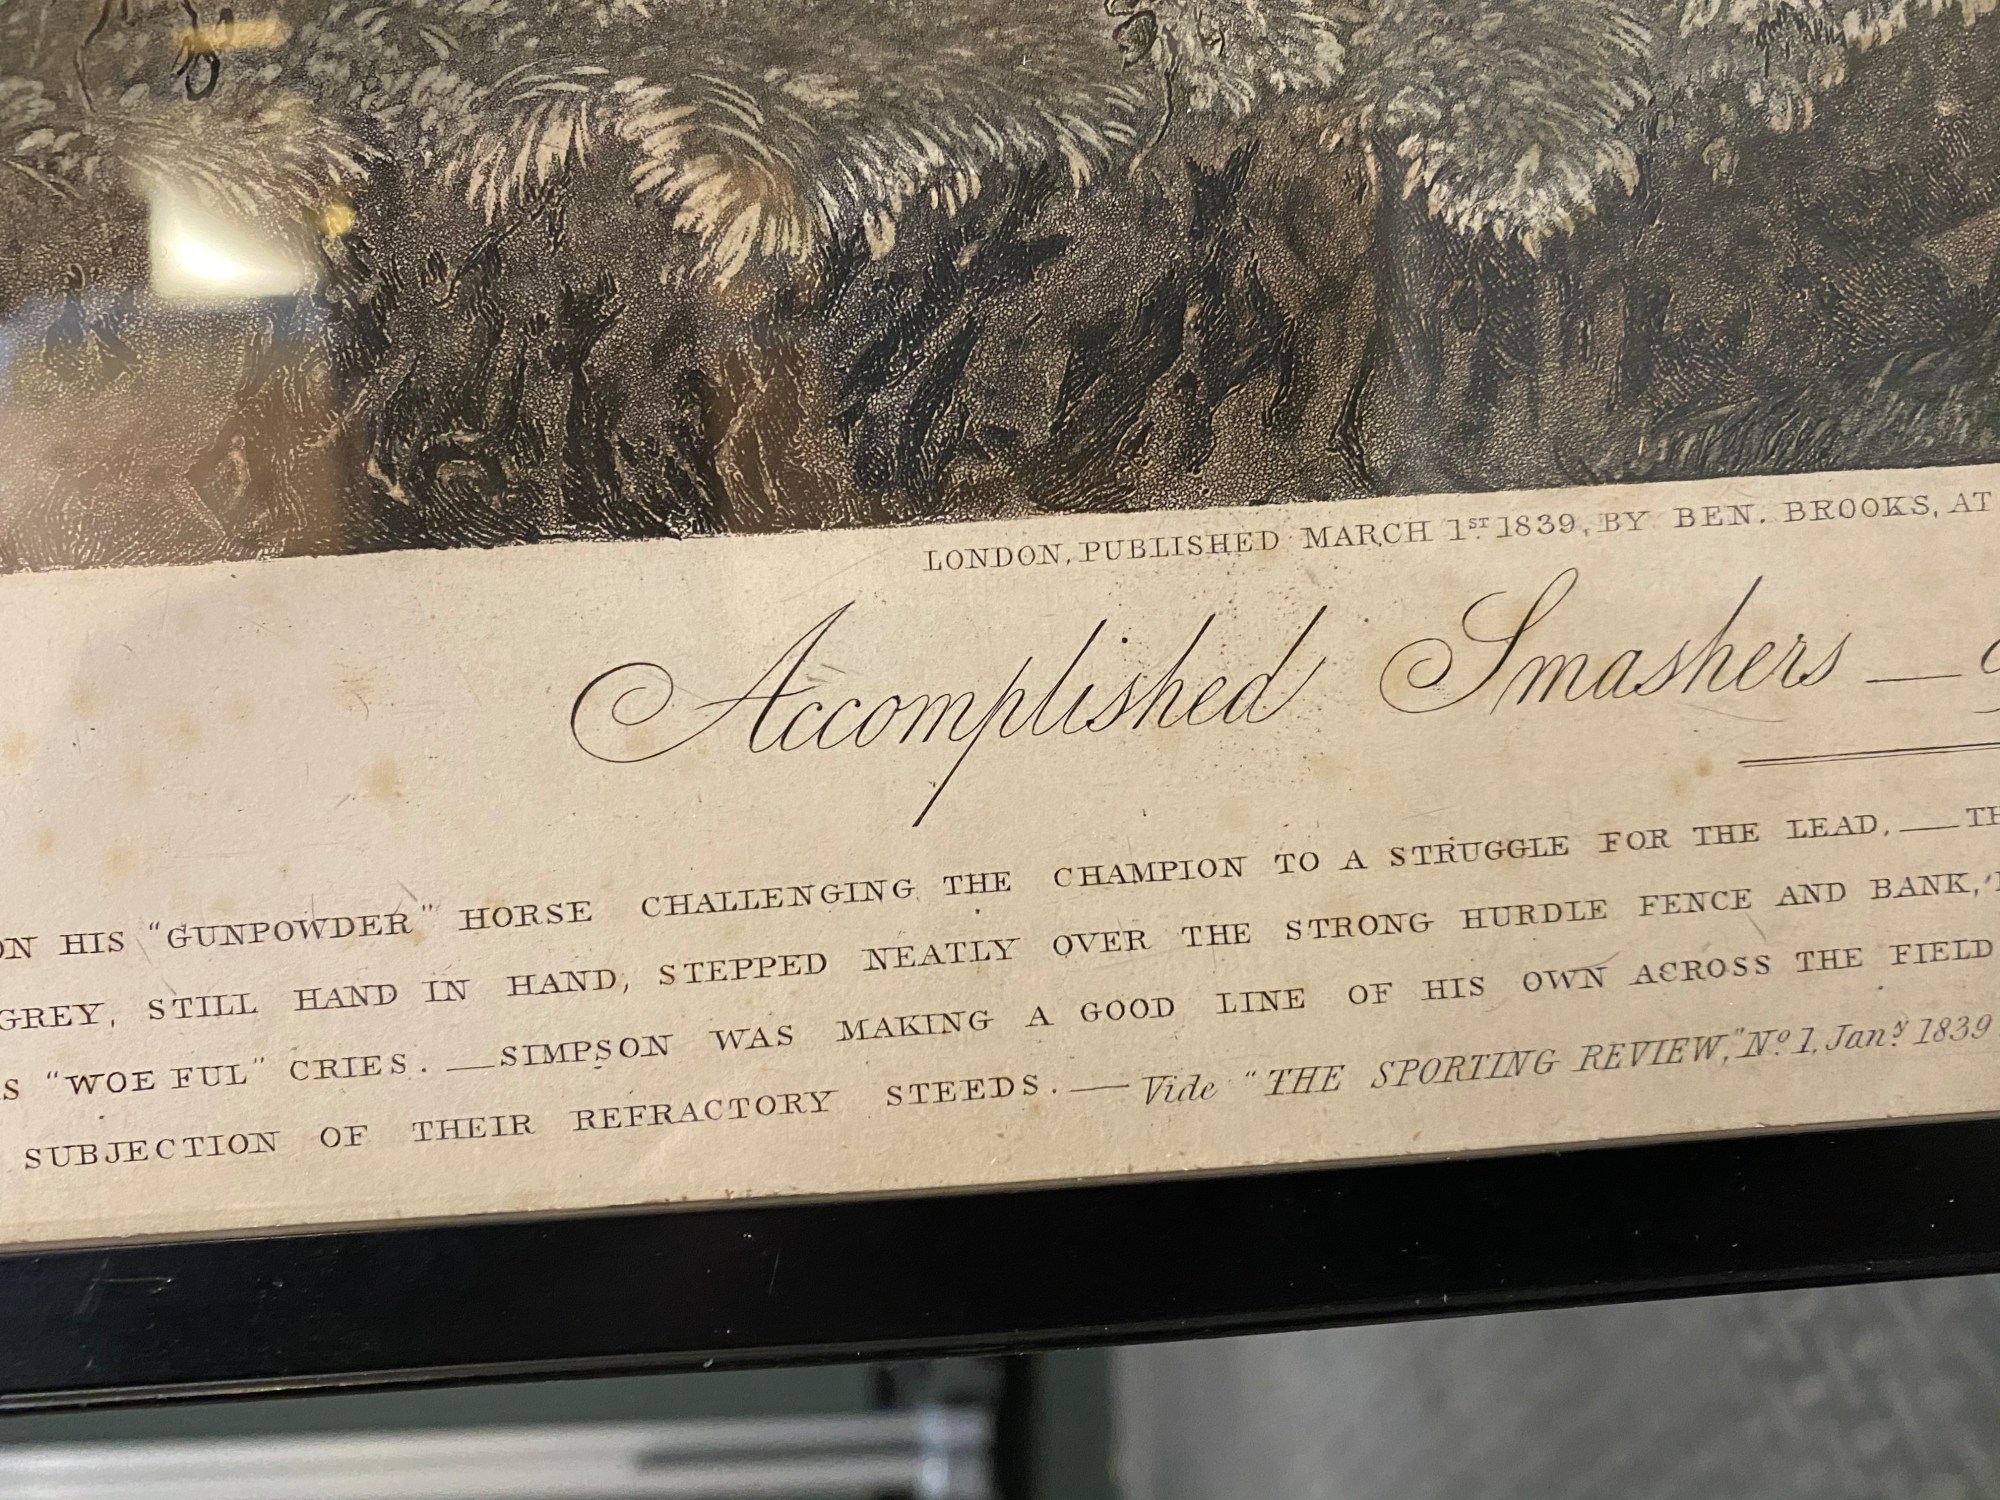 LONDON, PUBLISHED MARCH 1ST 1839, BY BEN. BROOKS, AT
Accomplished Smashers —
ON HIS "GUNPOWDER" HORSE CHALLENGING THE CHAMPION TO A STRUGGLE FOR THE LEAD, — TH
GREY, STILL HAND IN HAND, STEPPED NEATLY OVER THE STRONG HURDLE FENCE AND BANK,
S "WOE FUL" CRIES. — SIMPSON WAS MAKING A GOOD LINE OF HIS OWN ACROSS THE FIELD
SUBJECTION OF THEIR REFRACTORY STEEDS. — Vide "THE SPORTING REVIEW," No 1, Jany 1839